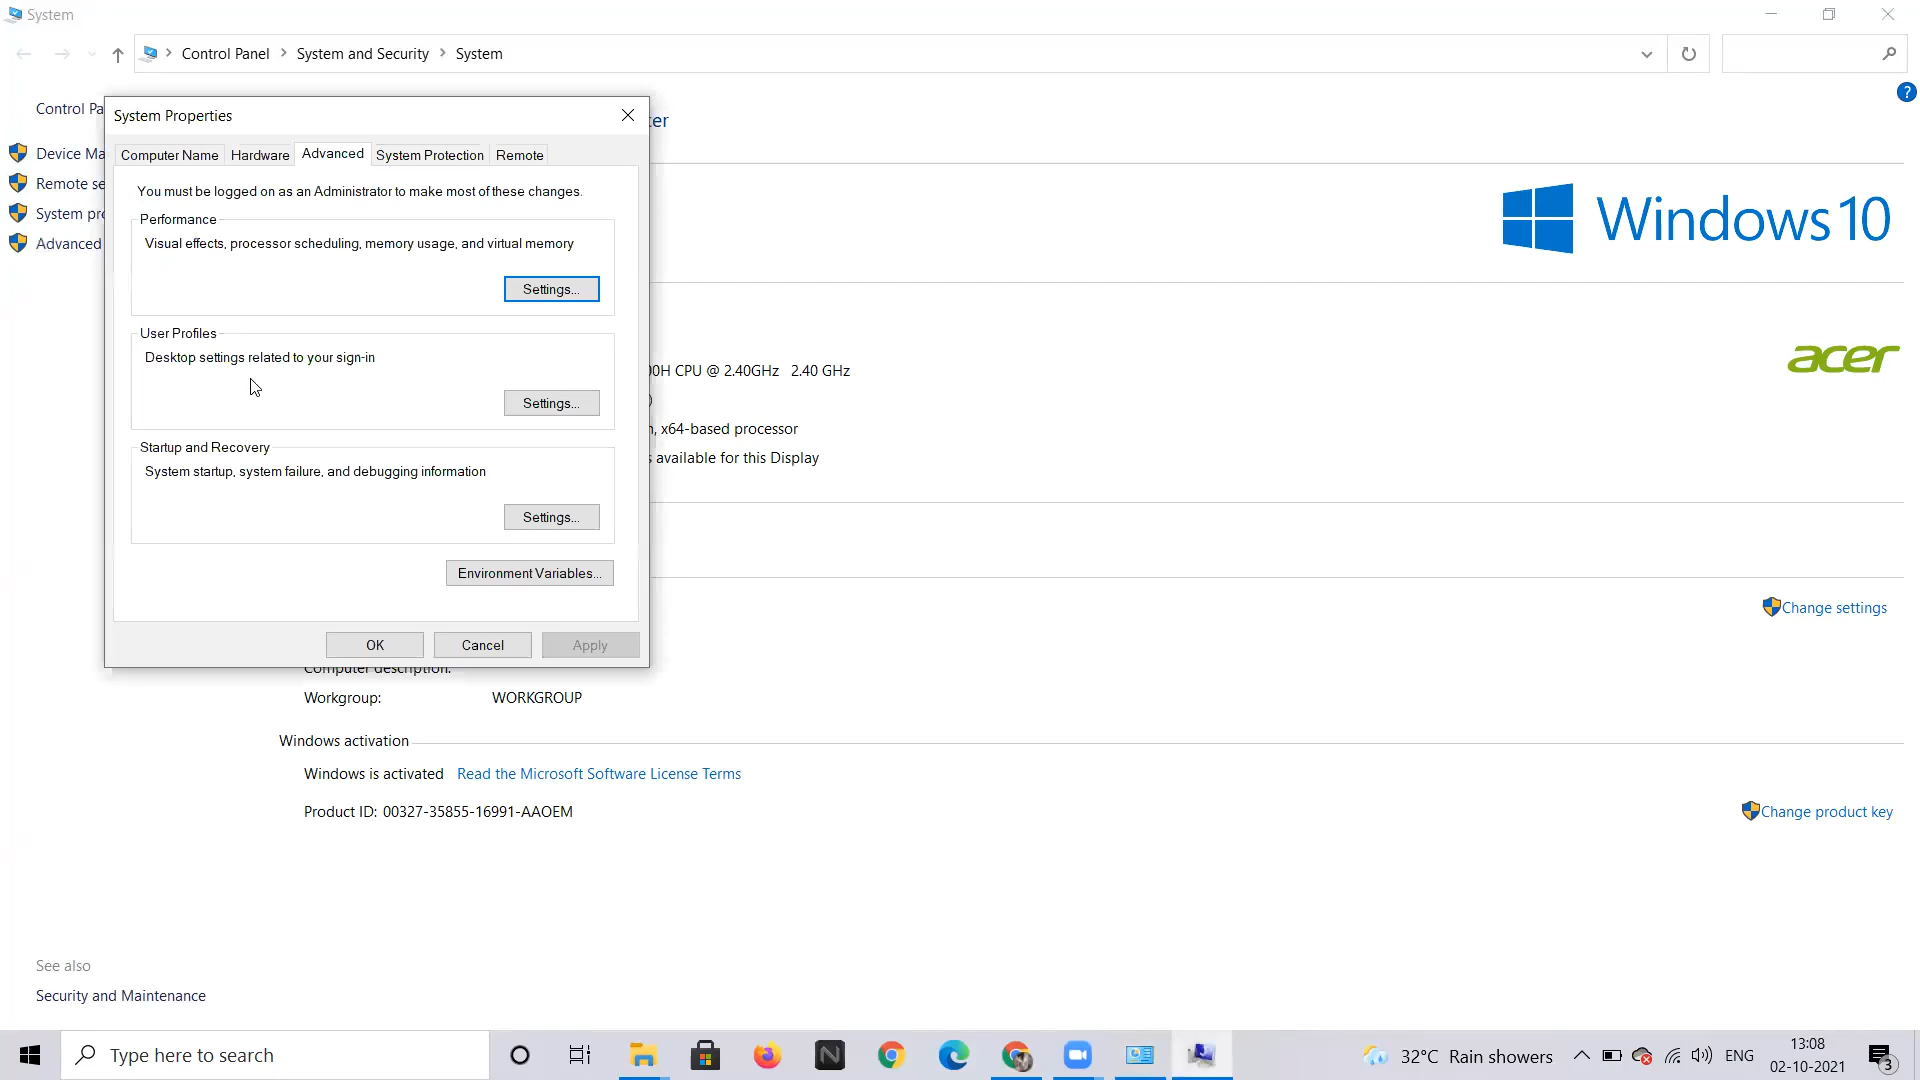 System
Control Panel > System and Security > System
?
Control Pa
System Properties
ter
Computer Name Hardware Advanced System Protection Remote
Device Ma
Remote se
System pro
Advanced
You must be logged on as an Administrator to make most of these changes.
Performance
Visual effects, processor scheduling, memory usage, and virtual memory
Settings...
User Profiles
Desktop settings related to your sign-in
Settings...
Startup and Recovery
System startup, system failure, and debugging information
Settings...
Environment Variables...
OK Cancel Apply
Windows 10
acer
00H CPU @ 2.40GHz 2.40 GHz
)
, x64-based processor
s available for this Display
Change settings
Computer description:
Workgroup: WORKGROUP
Windows activation
Windows is activated Read the Microsoft Software License Terms
Product ID: 00327-35855-16991-AAOEM
Change product key
See also
Security and Maintenance
Type here to search
N
32°C Rain showers
ENG
13:08
02-10-2021
3